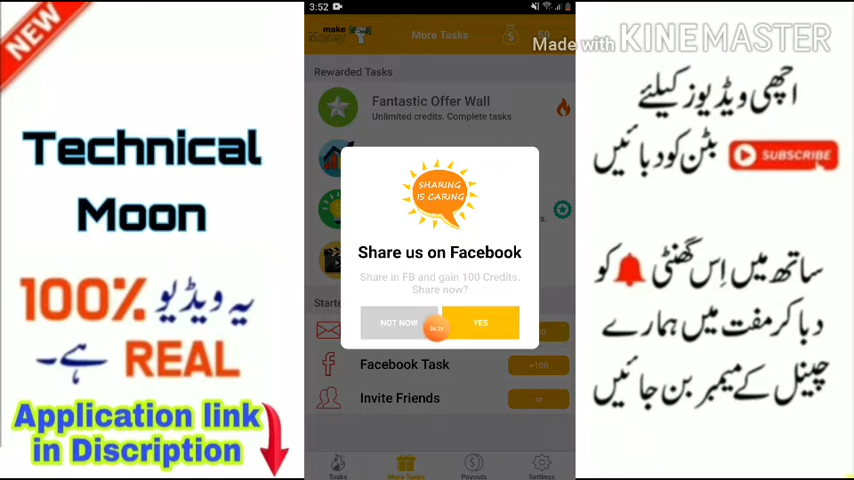 NEW
Technical
Moon
100% یہ ویڈیو
REAL ہے۔
Application link
in Discription
3:52
make
Money
More Tasks
60
Rewarded Tasks
Fantastic Offer Wall
Unlimited credits. Complete tasks
SHARING
IS CARING
Share us on Facebook
Share in FB and gain 100 Credits.
Share now?
NOT NOW
YES
Facebook Task
+100
Invite Friends
Tasks
More Tasks
Payouts
Settings
Made with KINEMASTER
اچھی ویڈیوز کیلئے
بٹن کو دبائیں SUBSCRIBE
ساتھ میں اِس گھنٹی کو
دبا کر مفت میں ہمارے
چینل کے میمبر بن جائیں